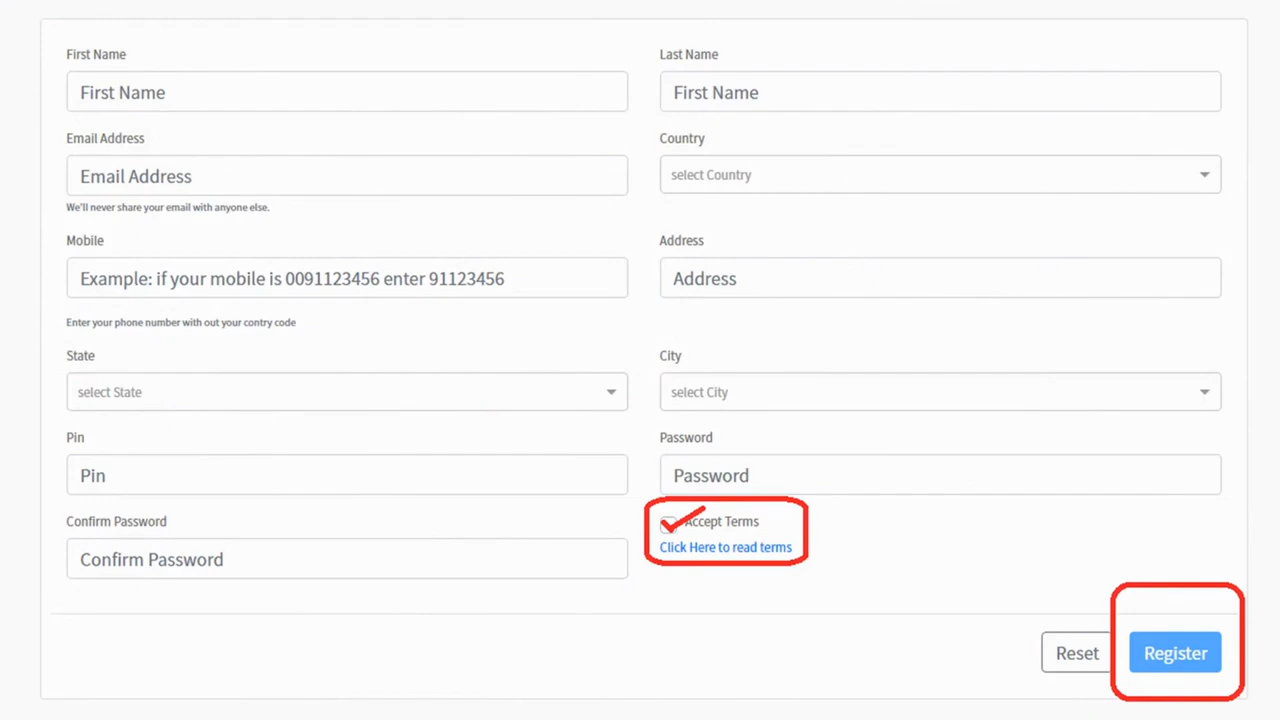 First Name
Last Name
First Name
First Name
Email Address
Country
Email Address
select Country
We'll never share your email with anyone else.
Mobile
Address
Example: if your mobile is 0091123456 enter 91123456
Address
Enter your phone number with out your contry code
State
City
select State
select City
Pin
Password
Pin
Password
Confirm Password
Accept Terms
Click Here to read terms
Confirm Password
Reset
Register